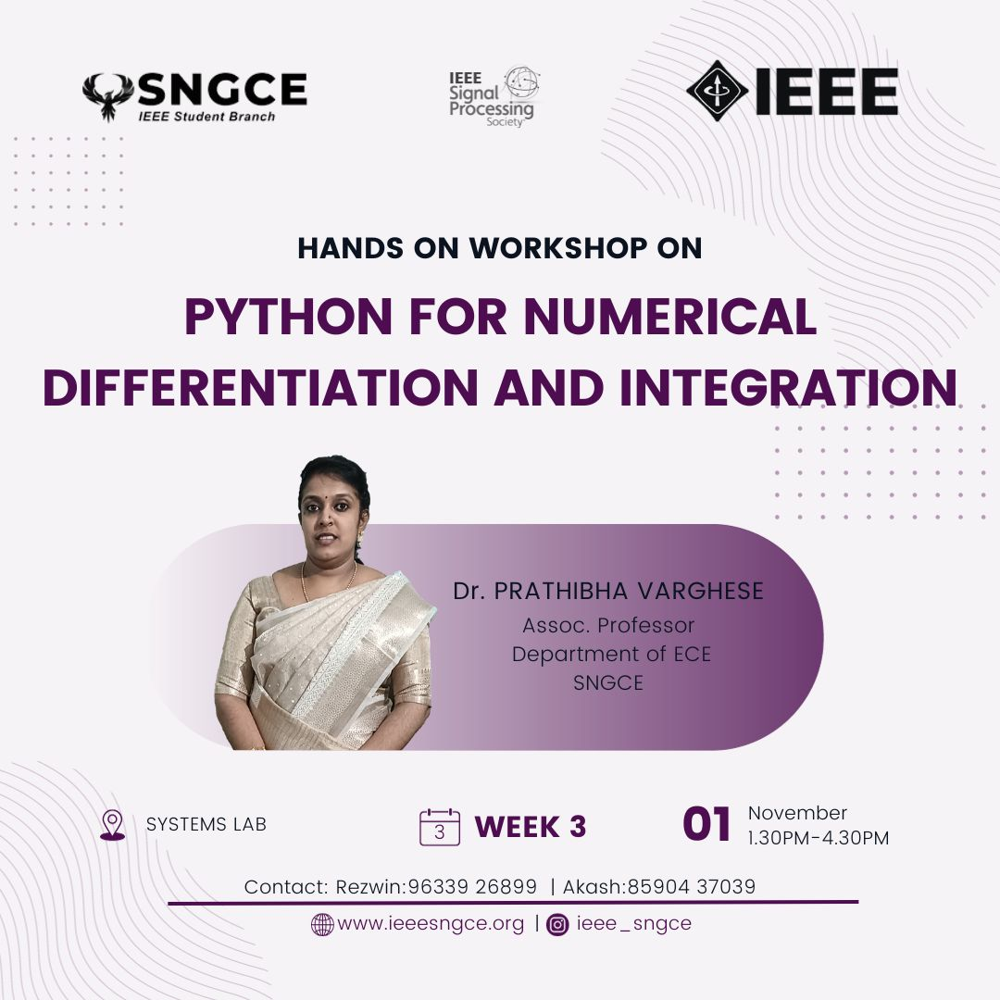 SNGCE
IEEE Student Branch
IEEE
Signal
Processing
Society
IEEE
HANDS ON WORKSHOP ON
PYTHON FOR NUMERICAL
DIFFERENTIATION AND INTEGRATION
Dr. PRATHIBHA VARGHESE
Assoc. Professor
Department of ECE
SNGCE
SYSTEMS LAB
3
WEEK 3
01
November
1.30PM-4.30PM
Contact: Rezwin:96339 26899 | Akash:85904 37039
www.ieeesngce.org | ieee_sngce